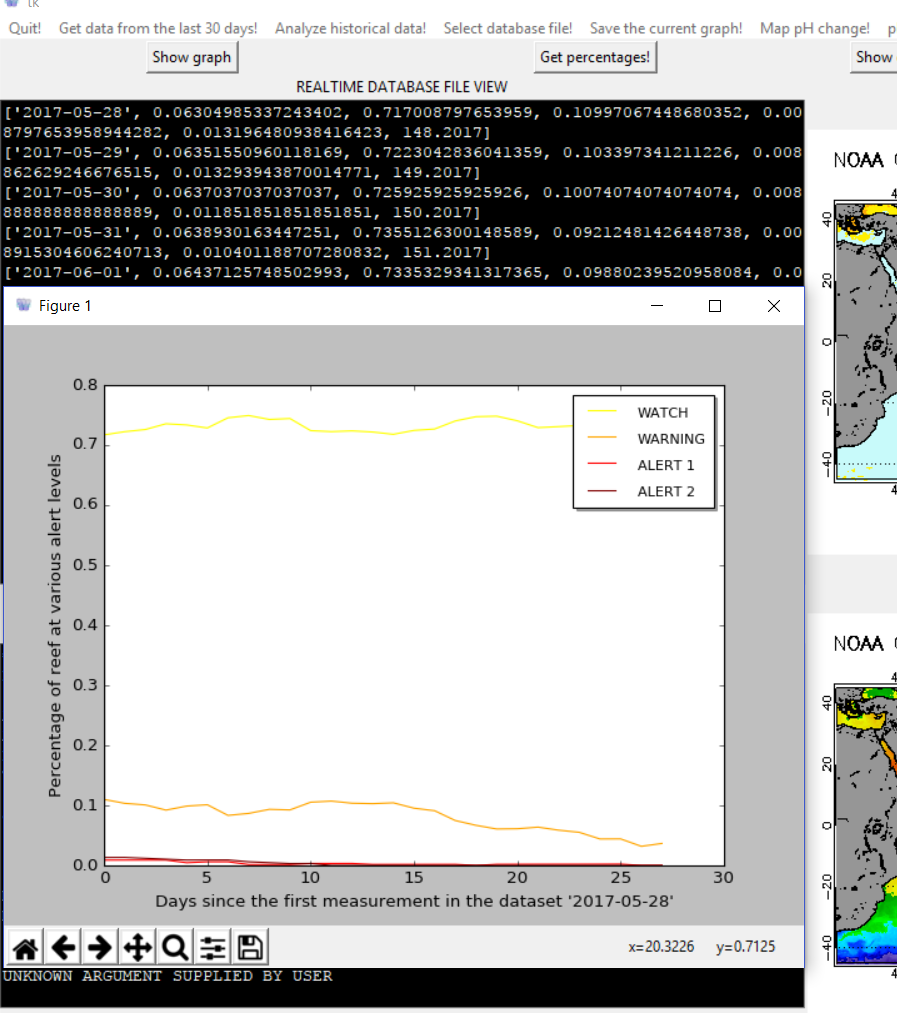 tk
Quit! Get data from the last 30 days! Analyze historical data! Select database file! Save the current graph! Map pH change!
Show graph Get percentages! Show
REALTIME DATABASE FILE VIEW
['2017-05-28', 0.06304985337243402, 0.717008797653959, 0.10997067448680352, 0.00
8797653958944282, 0.013196480938416423, 148.2017]
['2017-05-29', 0.06351550960118169, 0.7223042836041359, 0.103397341211226, 0.008
862629246676515, 0.013293943870014771, 149.2017]
['2017-05-30', 0.0637037037037037, 0.725925925925926, 0.10074074074074074, 0.008
888888888888889, 0.011851851851851851, 150.2017]
['2017-05-31', 0.0638930163447251, 0.7355126300148589, 0.09212481426448738, 0.00
8915304606240713, 0.010401188707280832, 151.2017]
['2017-06-01', 0.06437125748502993, 0.7335329341317365, 0.09880239520958084, 0.0
Figure 1
0.8
0.7
0.6
0.5
0.4
0.3
0.2
0.1
0.0
Percentage of reef at various alert levels
WATCH
WARNING
ALERT 1
ALERT 2
0 5 10 15 20 25 30
Days since the first measurement in the dataset '2017-05-28'
x=20.3226 y=0.7125
UNKNOWN ARGUMENT SUPPLIED BY USER
NOAA
40
20
0
-20
-40
NOAA
40
20
0
-20
-40